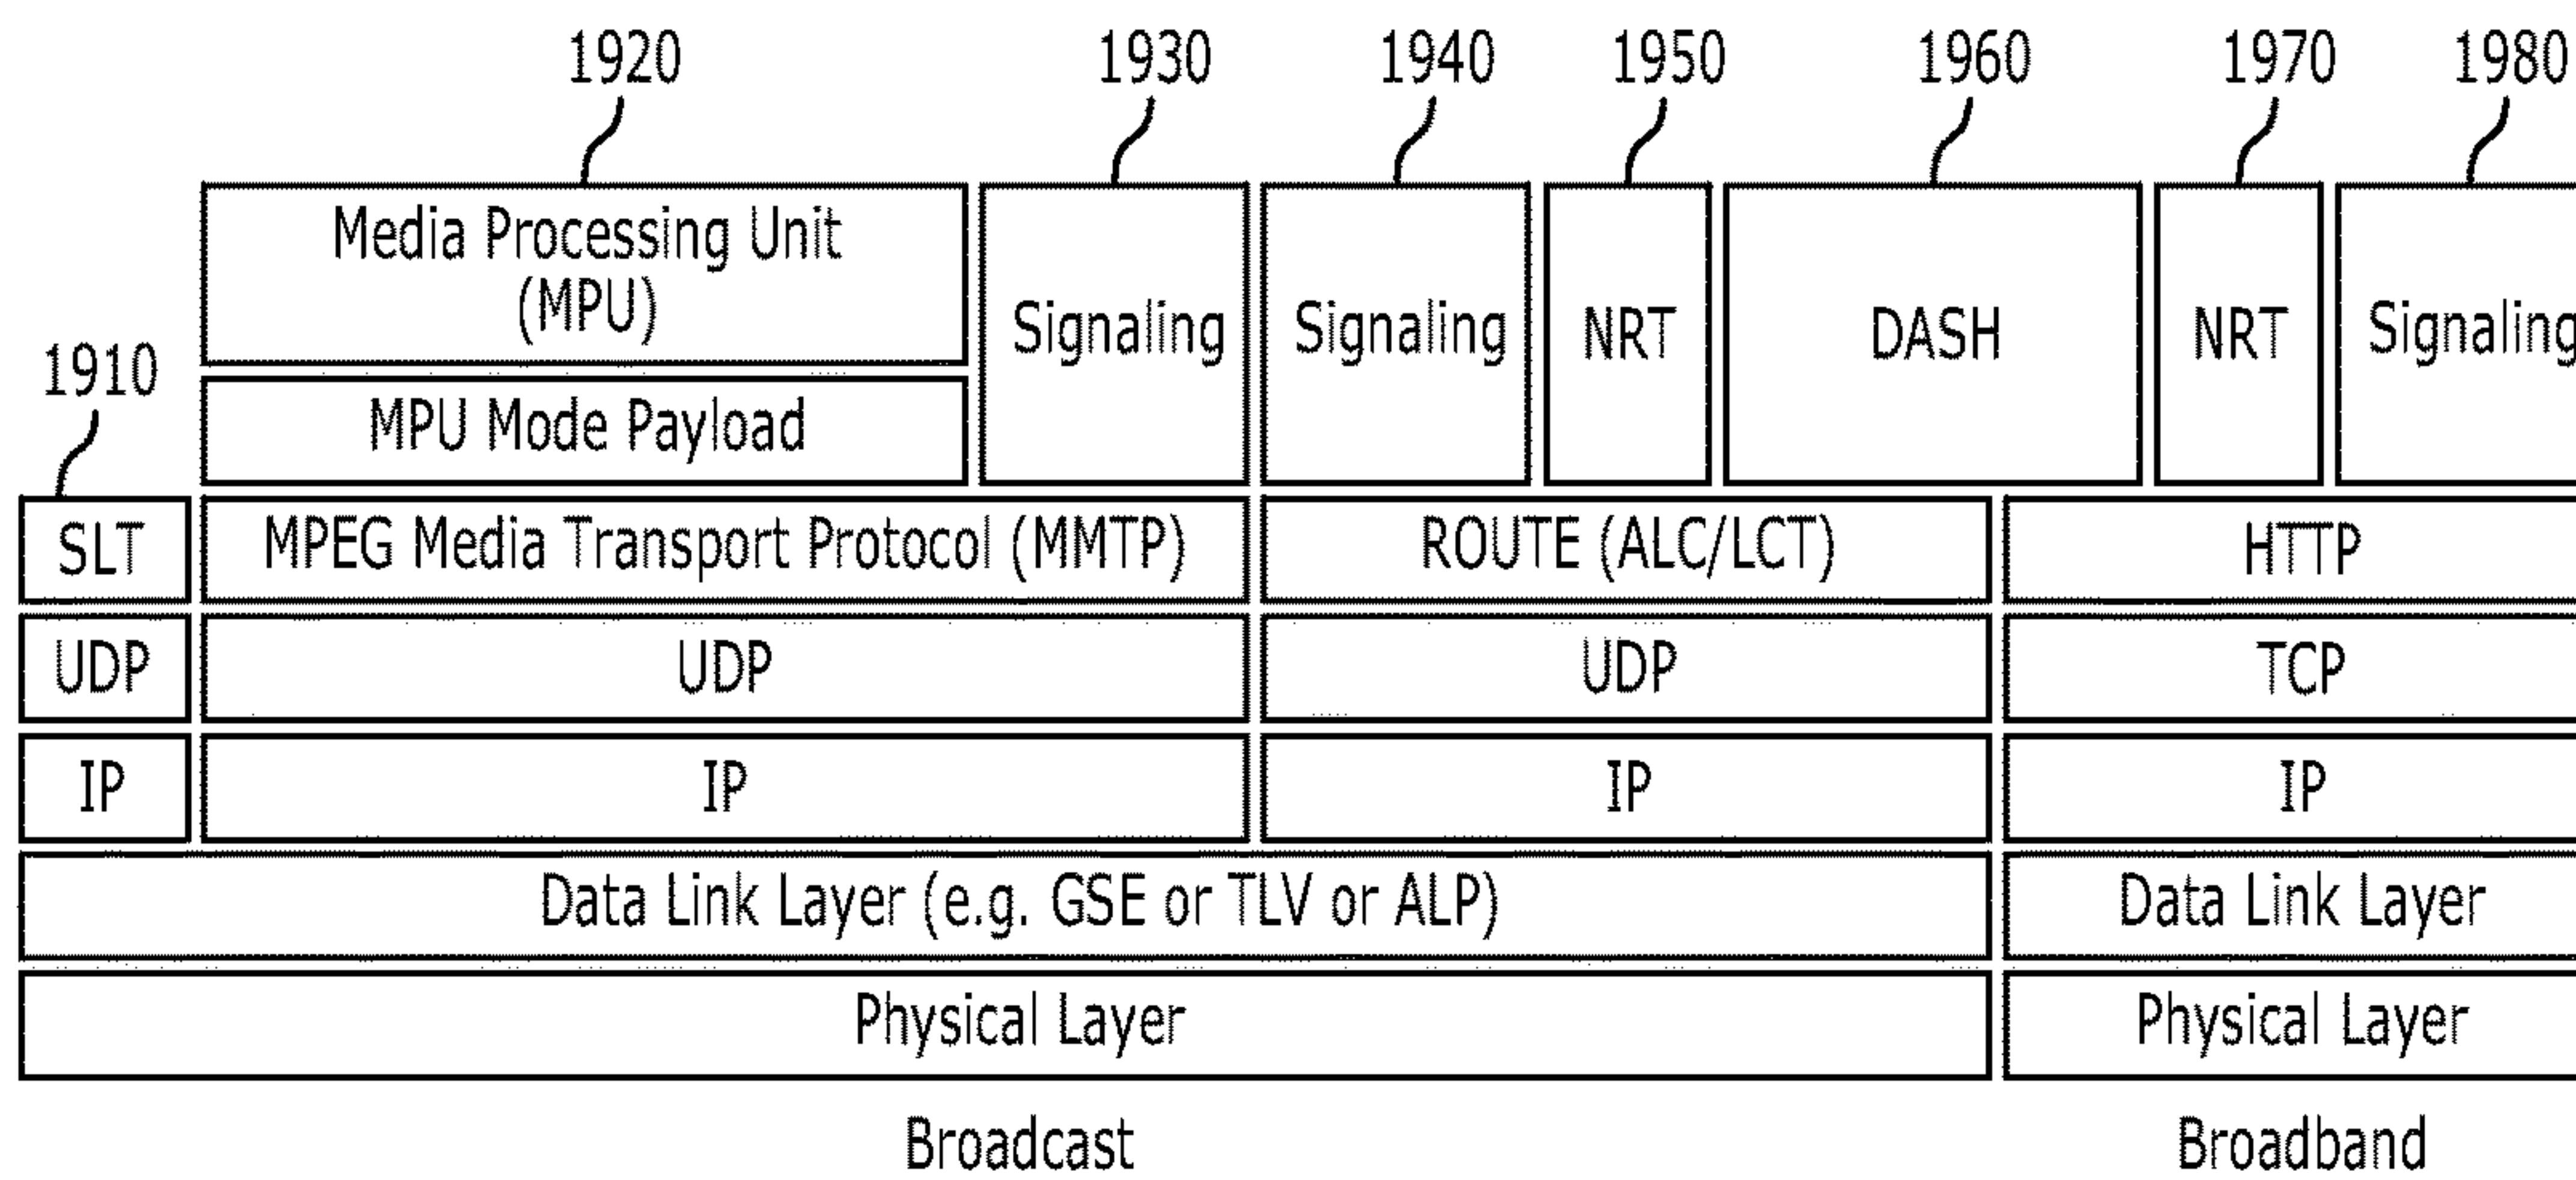 1920
1930
1940
1950
1960
1970
1980
Media Processing Unit
(MPU)
Signaling
Signaling
NRT
DASH
NRT
Signaling
1910
MPU Mode Payload
SLT
MPEG Media Transport Protocol (MMTP)
ROUTE (ALC/LCT)
HTTP
UDP
UDP
UDP
TCP
IP
IP
IP
IP
Data Link Layer (e.g. GSE or TLV or ALP)
Data Link Layer
Physical Layer
Physical Layer
Broadcast
Broadband